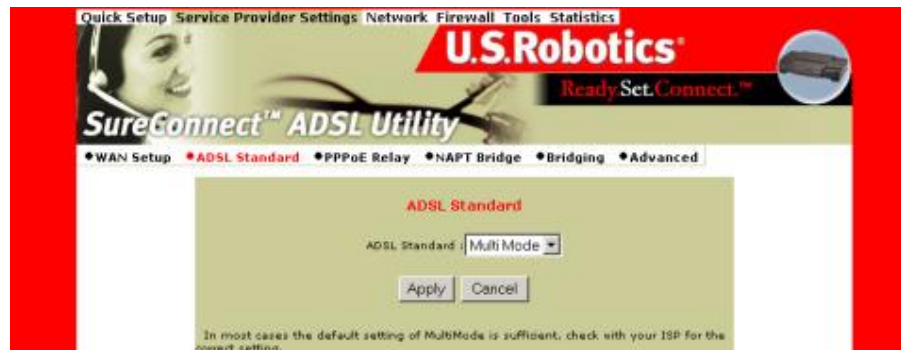 Quick Setup Service Provider Settings Network Firewall Tools Statistics
U.S.Robotics®
Ready.Set.Connect.™
SureConnect™ ADSL Utility
•WAN Setup •ADSL Standard •PPPoE Relay •NAPT Bridge •Bridging •Advanced
ADSL Standard
ADSL Standard : Multi Mode
Apply Cancel
In most cases the default setting of MultiMode is sufficient, check with your ISP for the
correct setting.